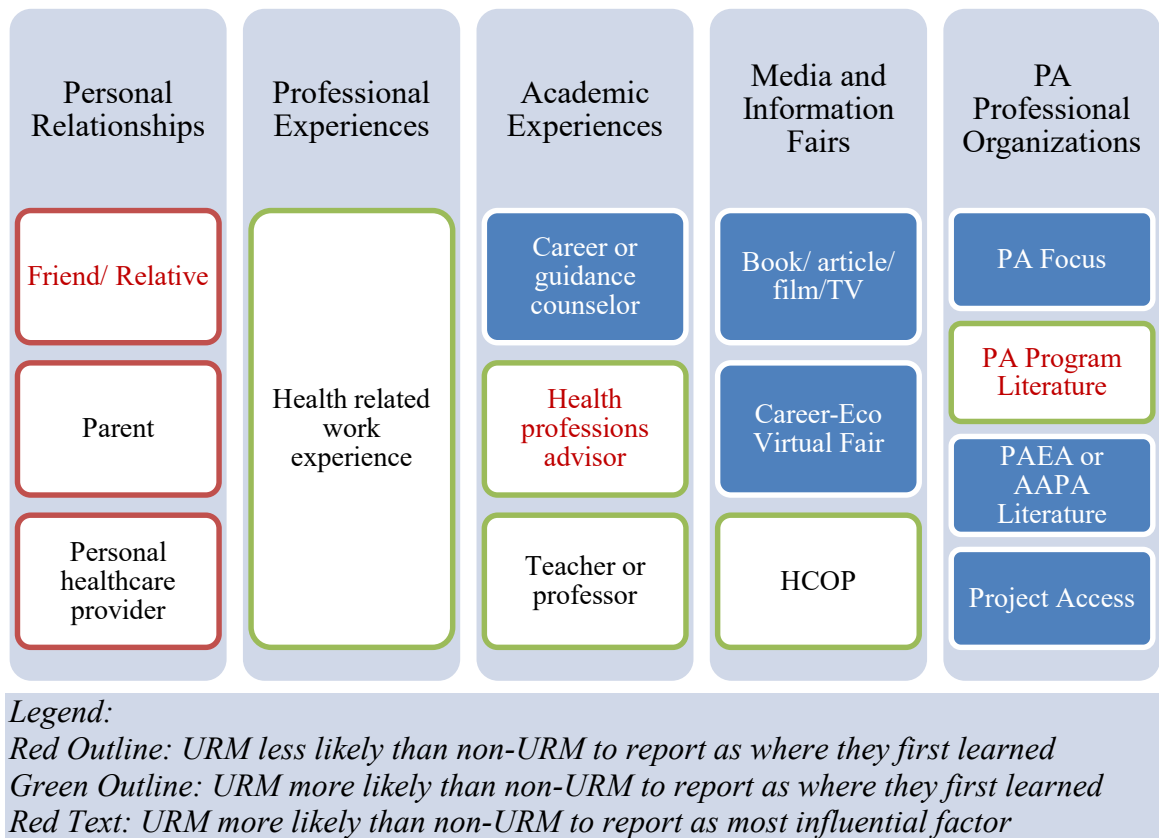 Personal
Relationships
Friend/ Relative
Parent
Personal
healthcare
provider
Professional
Experiences
Health related
work
experience
Academic
Experiences
Career or
guidance
counselor
Health
professions
advisor
Teacher or
professor
Media and
Information
Fairs
Book/ article/
film/TV
Career-Eco
Virtual Fair
HCOP
PA
Professional
Organizations
PA Focus
PA Program
Literature
PAEA or
AAPA
Literature
Project Access
Legend:
Red Outline: URM less likely than non-URM to report as where they first learned
Green Outline: URM more likely than non-URM to report as where they first learned
Red Text: URM more likely than non-URM to report as most influential factor